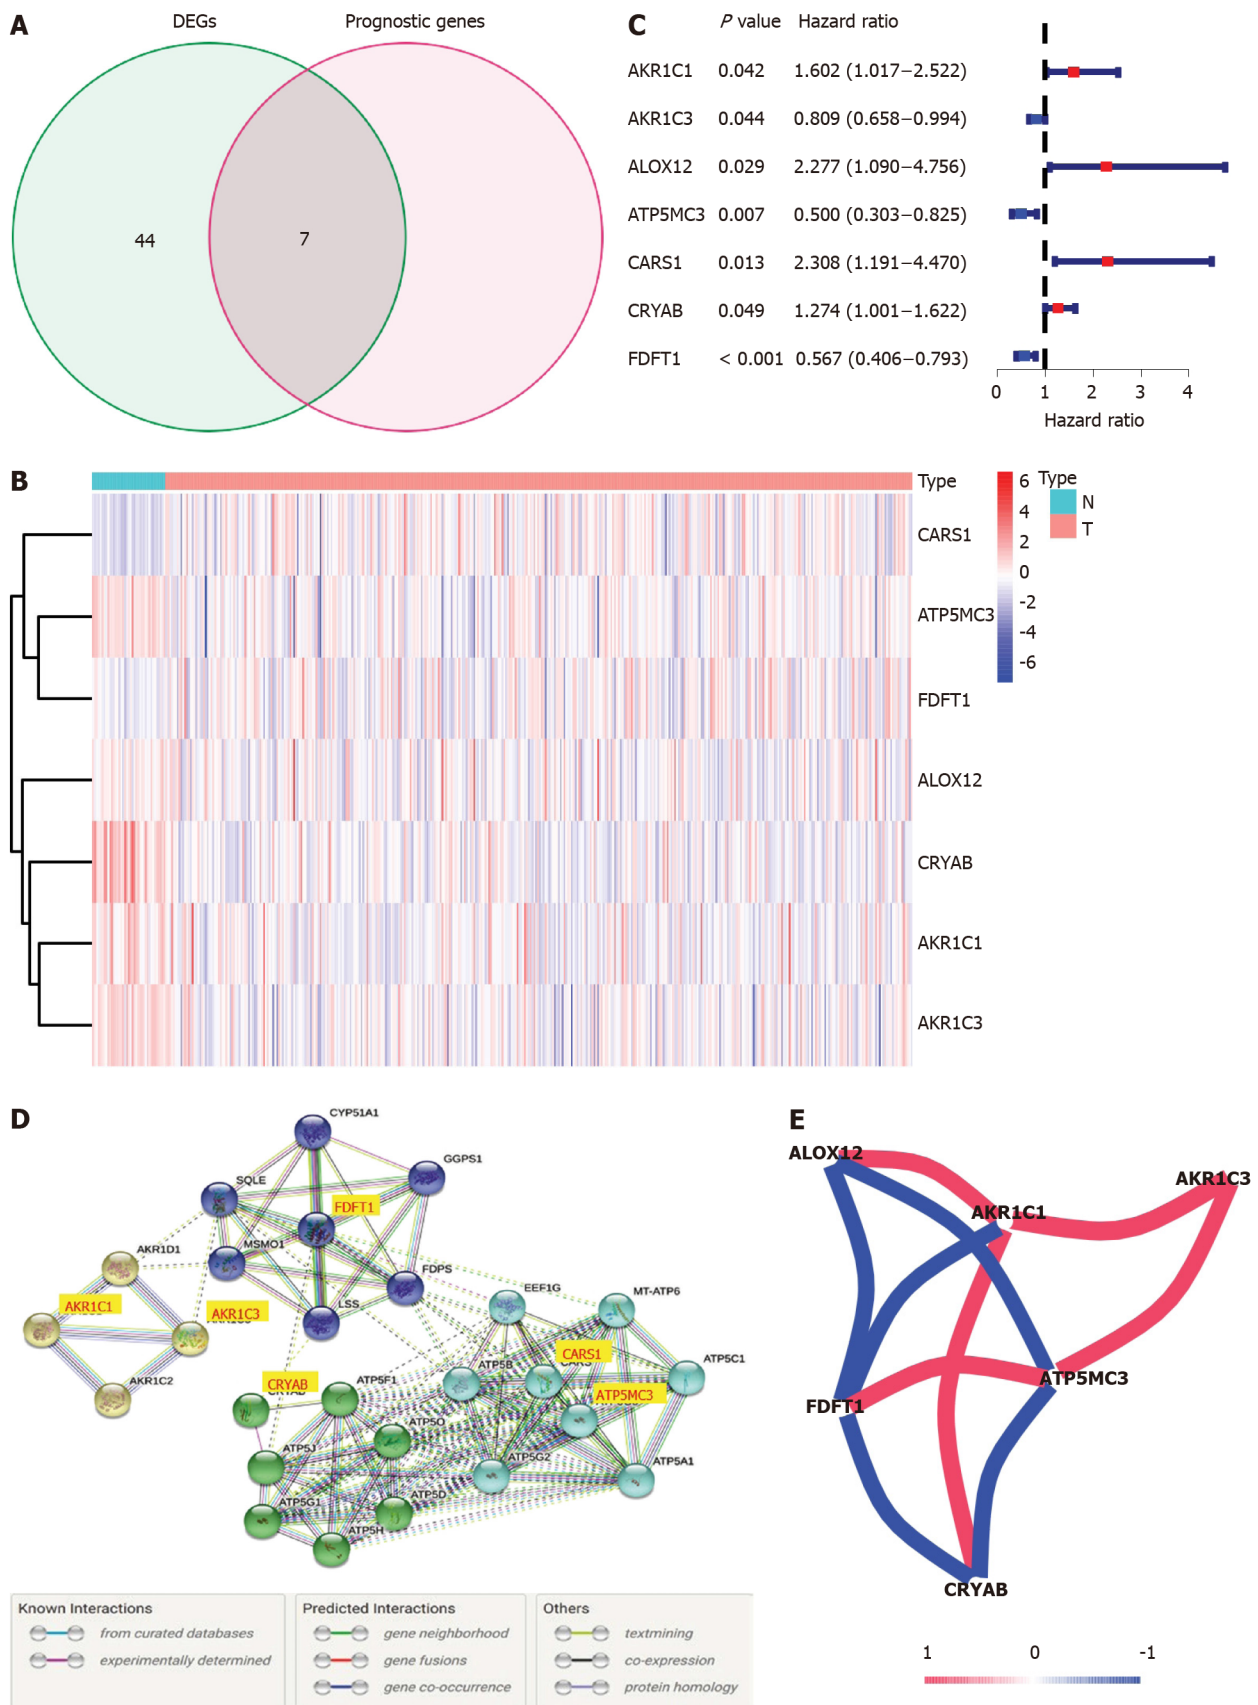 A
DEGs
Prognostic genes
44
7
C
P value Hazard ratio
AKR1C1 0.042 1.602 (1.017−2.522)
AKR1C3 0.044 0.809 (0.658−0.994)
ALOX12 0.029 2.277 (1.090−4.756)
ATP5MC3 0.007 0.500 (0.303−0.825)
CARS1 0.013 2.308 (1.191−4.470)
CRYAB 0.049 1.274 (1.001−1.622)
FDFT1 < 0.001 0.567 (0.406−0.793)
0 1 2 3 4
Hazard ratio
B
Type
CARS1
ATP5MC3
FDFT1
ALOX12
CRYAB
AKR1C1
AKR1C3
6
4
2
0
-2
-4
-6
Type
N
T
D
CYP51A1
GGPS1
SQLE
FDFT1
MSMO1
FDPS
LSS
AKR1D1
AKR1C1
AKR1C3
AKR1C2
EEF1G
MT-ATP6
CARS1
ATP5B
ATP5C1
ATP5MC3
CRYAB
ATP5F1
ATP5O
ATP5J
ATP5G2
ATP5A1
ATP5G1
ATP5D
ATP5H
Known Interactions
from curated databases
experimentally determined
Predicted Interactions
gene neighborhood
gene fusions
gene co-occurrence
Others
textmining
co-expression
protein homology
E
ALOX12
AKR1C3
AKR1C1
ATP5MC3
FDFT1
CRYAB
1 0 -1